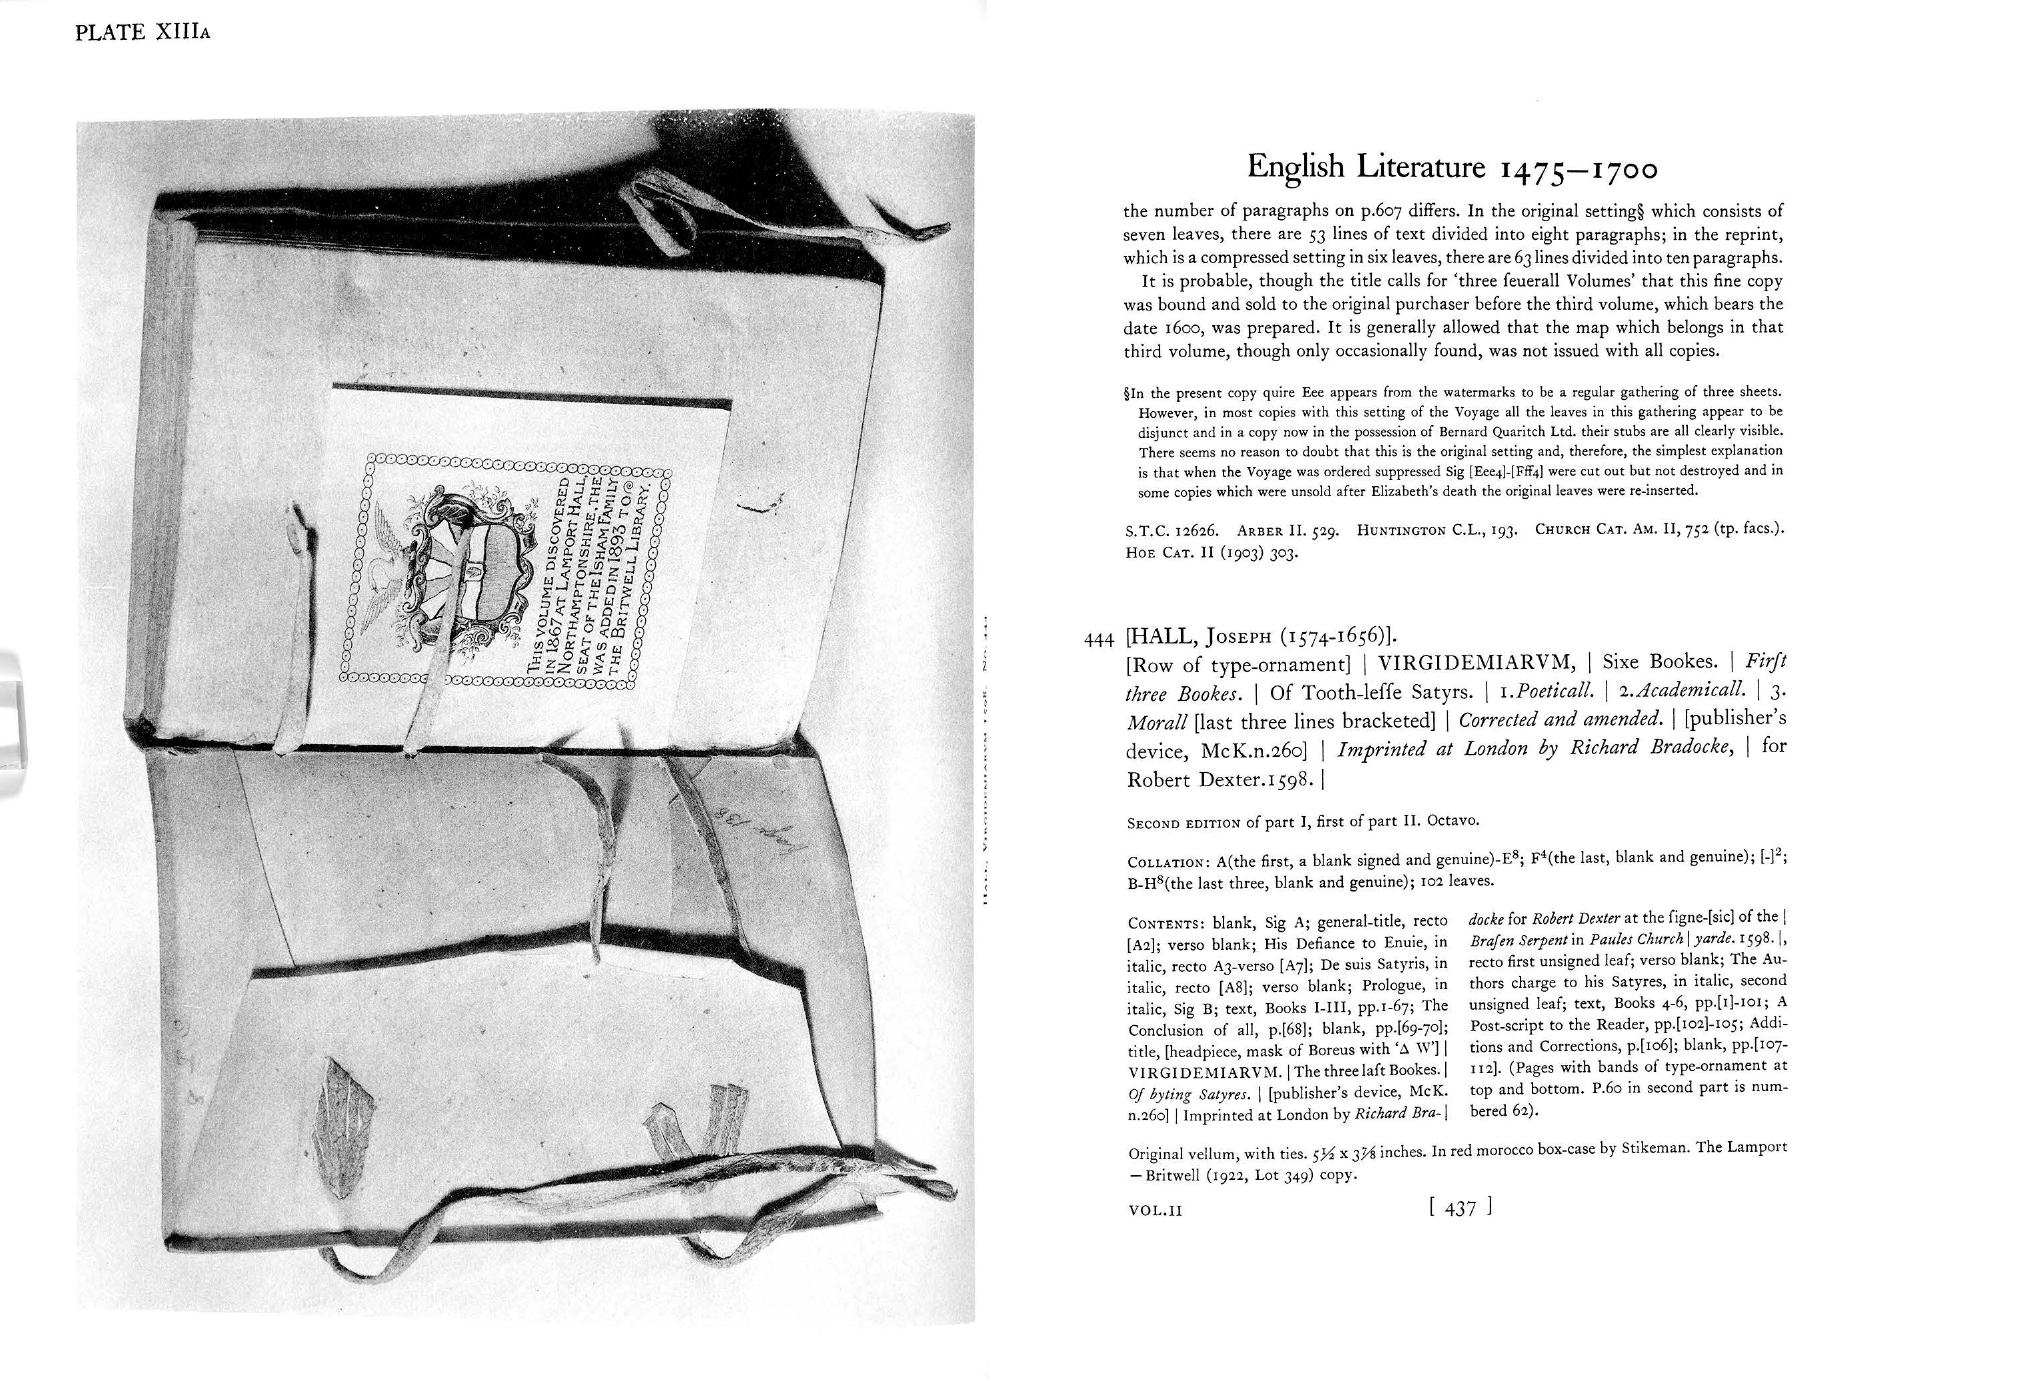 PLATE XIIIA
THIS VOLUME DISCOVERED
IN 1867 AT LAMPORT HALL,
NORTHAMPTONSHIRE, THE
SEAT OF THE ISHAM FAMILY
WAS ADDED IN 1893 TO
THE BRITWELL LIBRARY.
English Literature 1475—1700
the number of paragraphs on p.607 differs. In the original setting§ which consists of
seven leaves, there are 53 lines of text divided into eight paragraphs; in the reprint,
which is a compressed setting in six leaves, there are 63 lines divided into ten paragraphs.
It is probable, though the title calls for ‘three ſeuerall Volumes’ that this fine copy
was bound and sold to the original purchaser before the third volume, which bears the
date 1600, was prepared. It is generally allowed that the map which belongs in that
third volume, though only occasionally found, was not issued with all copies.
§In the present copy quire Eee appears from the watermarks to be a regular gathering of three sheets.
However, in most copies with this setting of the Voyage all the leaves in this gathering appear to be
disjunct and in a copy now in the possession of Bernard Quaritch Ltd. their stubs are all clearly visible.
There seems no reason to doubt that this is the original setting and, therefore, the simplest explanation
is that when the Voyage was ordered suppressed Sig [Eee4]-[Fff4] were cut out but not destroyed and in
some copies which were unsold after Elizabeth's death the original leaves were re-inserted.
S.T.C. 12626. ARBER II. 529. HUNTINGTON C.L., 193. CHURCH CAT. AM. II, 752 (tp. facs.).
HOE CAT. II (1903) 303.
444 [HALL, JOSEPH (1574-1656)].
[Row of type-ornament] | VIRGIDEMIARVM, | Sixe Bookes. | Firſt
three Bookes. | Of Tooth-leſſe Satyrs. | 1.Poeticall. | 2.Academicall. | 3.
Morall [last three lines bracketed] | Corrected and amended. | [publisher's
device, McK.n.260] | Imprinted at London by Richard Bradocke, | for
Robert Dexter.1598. |
SECOND EDITION of part I, first of part II. Octavo.
COLLATION: A(the first, a blank signed and genuine)-E⁸; F⁴(the last, blank and genuine); [-]²;
B-H⁸(the last three, blank and genuine); 102 leaves.
CONTENTS: blank, Sig A; general-title, recto
[A2]; verso blank; His Defiance to Enuie, in
italic, recto A3-verso [A7]; De suis Satyris, in
italic, recto [A8]; verso blank; Prologue, in
italic, Sig B; text, Books I-III, pp.1-67; The
Conclusion of all, p.[68]; blank, pp.[69-70];
title, [headpiece, mask of Boreus with ‘Δ W’] |
VIRGIDEMIARVM. | The three laſt Bookes. |
Of byting Satyres. | [publisher's device, McK.
n.260] | Imprinted at London by Richard Bra- |
docke for Robert Dexter at the ſigne-[sic] of the |
Braſen Serpent in Paules Church | yarde. 1598. |,
recto first unsigned leaf; verso blank; The Au-
thors charge to his Satyres, in italic, second
unsigned leaf; text, Books 4-6, pp.[1]-101; A
Post-script to the Reader, pp.[102]-105; Addi-
tions and Corrections, p.[106]; blank, pp.[107-
112]. (Pages with bands of type-ornament at
top and bottom. P.60 in second part is num-
bered 62).
Original vellum, with ties. 5½ x 3⅞ inches. In red morocco box-case by Stikeman. The Lamport
— Britwell (1922, Lot 349) copy.
VOL.II [ 437 ]